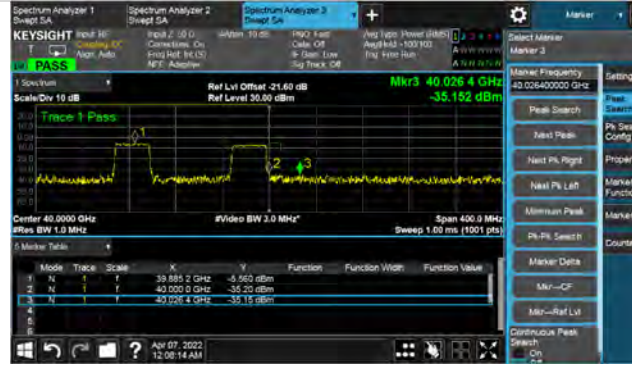 Spectrum Analyzer 1
Swept SA
Spectrum Analyzer 2
Swept SA
Spectrum Analyzer 3
Swept SA
+
Marker
KEYSIGHT
Input: RF
Coupling: DC
Align: Auto
Input Z: 50 Ω
Corrections: On
Freq Ref: Int (S)
NFE: Adaptive
#Atten: 10 dB
PNO: Fast
Gate: Off
IF Gain: Low
Sig Track: Off
Avg Type: Power (RMS)
Avg|Hold: >100/100
Trig: Free Run
PASS
Select Marker
Marker 3
1 Spectrum
Scale/Div 10 dB
Ref Lvl Offset -21.60 dB
Ref Level 30.00 dBm
Mkr3 40.026 4 GHz
-35.152 dBm
Trace 1 Pass
1
2
3
Center 40.0000 GHz
#Res BW 1.0 MHz
#Video BW 3.0 MHz*
Span 400.0 MHz
Sweep 1.00 ms (1001 pts)
5 Marker Table
Mode Trace Scale X Y Function Function Width Function Value
1 N 1 f 39.885 2 GHz -5.560 dBm
2 N 1 f 40.000 0 GHz -35.20 dBm
3 N 1 f 40.026 4 GHz -35.15 dBm
4
5
6
Marker Frequency
40.026400000 GHz
Peak Search
Next Peak
Next Pk Right
Next Pk Left
Minimum Peak
Pk-Pk Search
Marker Delta
Mkr→CF
Mkr→Ref Lvl
Continuous Peak
Search
On
Peak
Search
Counte
?
Apr 07, 2022
12:08:14 AM